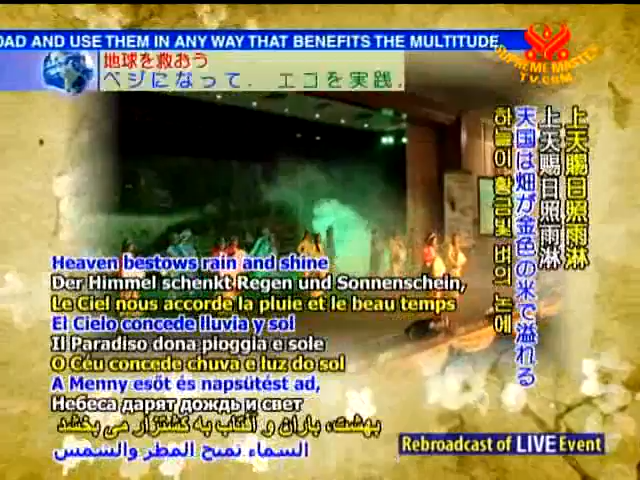 OAD AND USE THEM IN ANY WAY THAT BENEFITS THE MULTITUDE
SUPREME MASTER
TV.COM
地球を救おう
ベジになって，エコを実践．
上天賜日照雨淋
上天赐日照雨淋
天国は畑が金色の米で溢れる
하늘이 황금빛 벼의 논에
Heaven bestows rain and shine
Der Himmel schenkt Regen und Sonnenschein,
Le Ciel nous accorde la pluie et le beau temps
El Cielo concede lluvia y sol
Il Paradiso dona pioggia e sole
O Céu concede chuva e luz do sol
A Menny esőt és napsütést ad,
Небеса дарят дождь и свет
بهشت، باران و آفتاب به کشتزار می بخشد
السماء تمنح المطر والشمس
Rebroadcast of LIVE Event